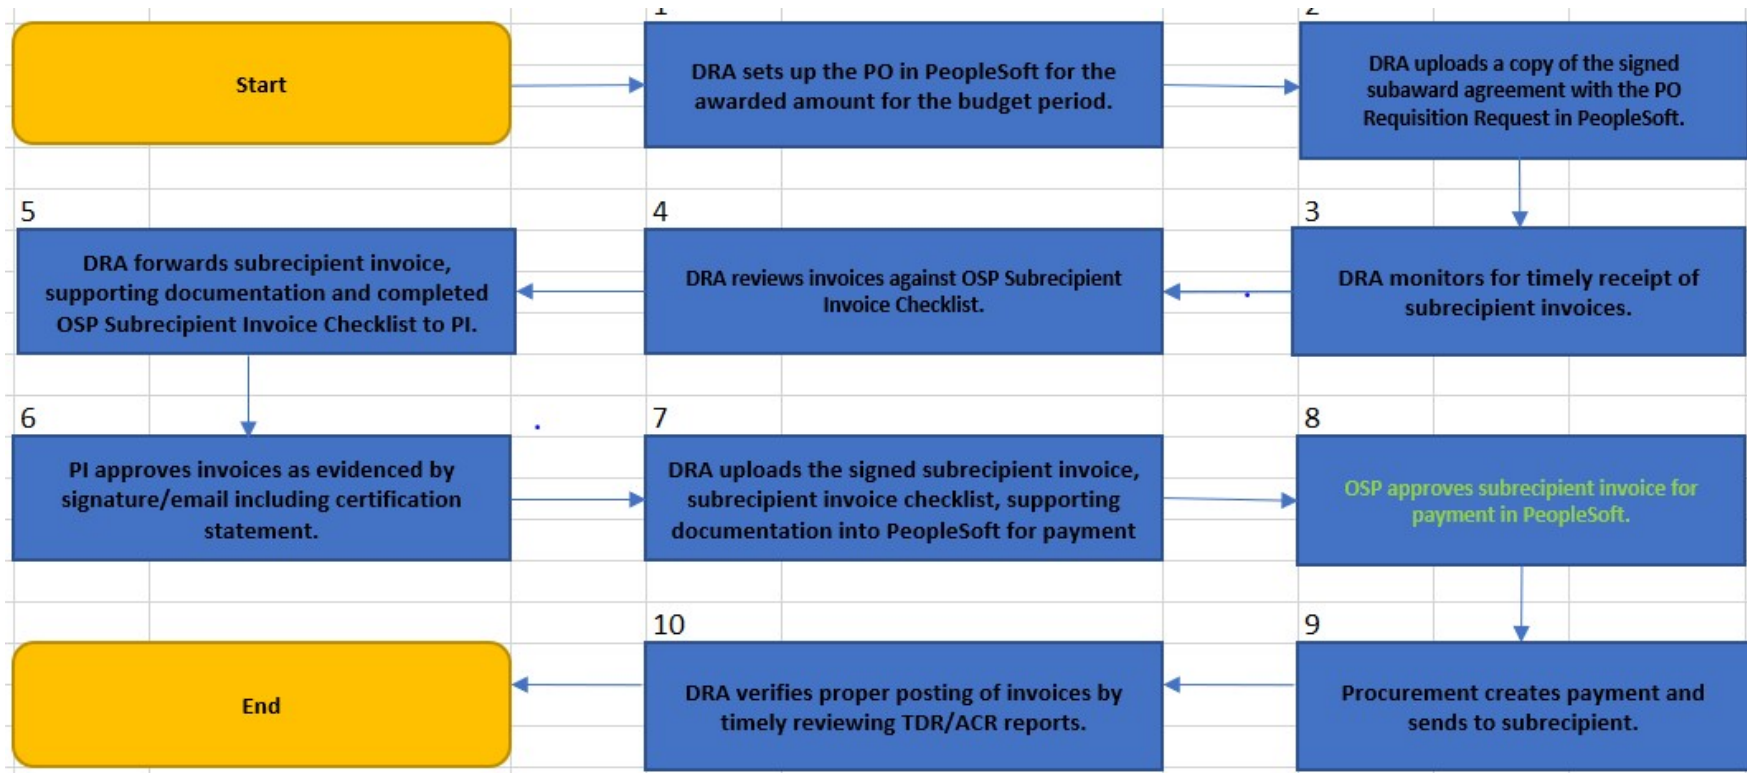 Start
1
DRA sets up the PO in PeopleSoft for the
awarded amount for the budget period.
2
DRA uploads a copy of the signed
subaward agreement with the PO
Requisition Request in PeopleSoft.
3
DRA monitors for timely receipt of
subrecipient invoices.
4
DRA reviews invoices against OSP Subrecipient
Invoice Checklist.
5
DRA forwards subrecipient invoice,
supporting documentation and completed
OSP Subrecipient Invoice Checklist to PI.
6
PI approves invoices as evidenced by
signature/email including certification
statement.
7
DRA uploads the signed subrecipient invoice,
subrecipient invoice checklist, supporting
documentation into PeopleSoft for payment
8
OSP approves subrecipient invoice for
payment in PeopleSoft.
9
Procurement creates payment and
sends to subrecipient.
10
DRA verifies proper posting of invoices by
timely reviewing TDR/ACR reports.
End